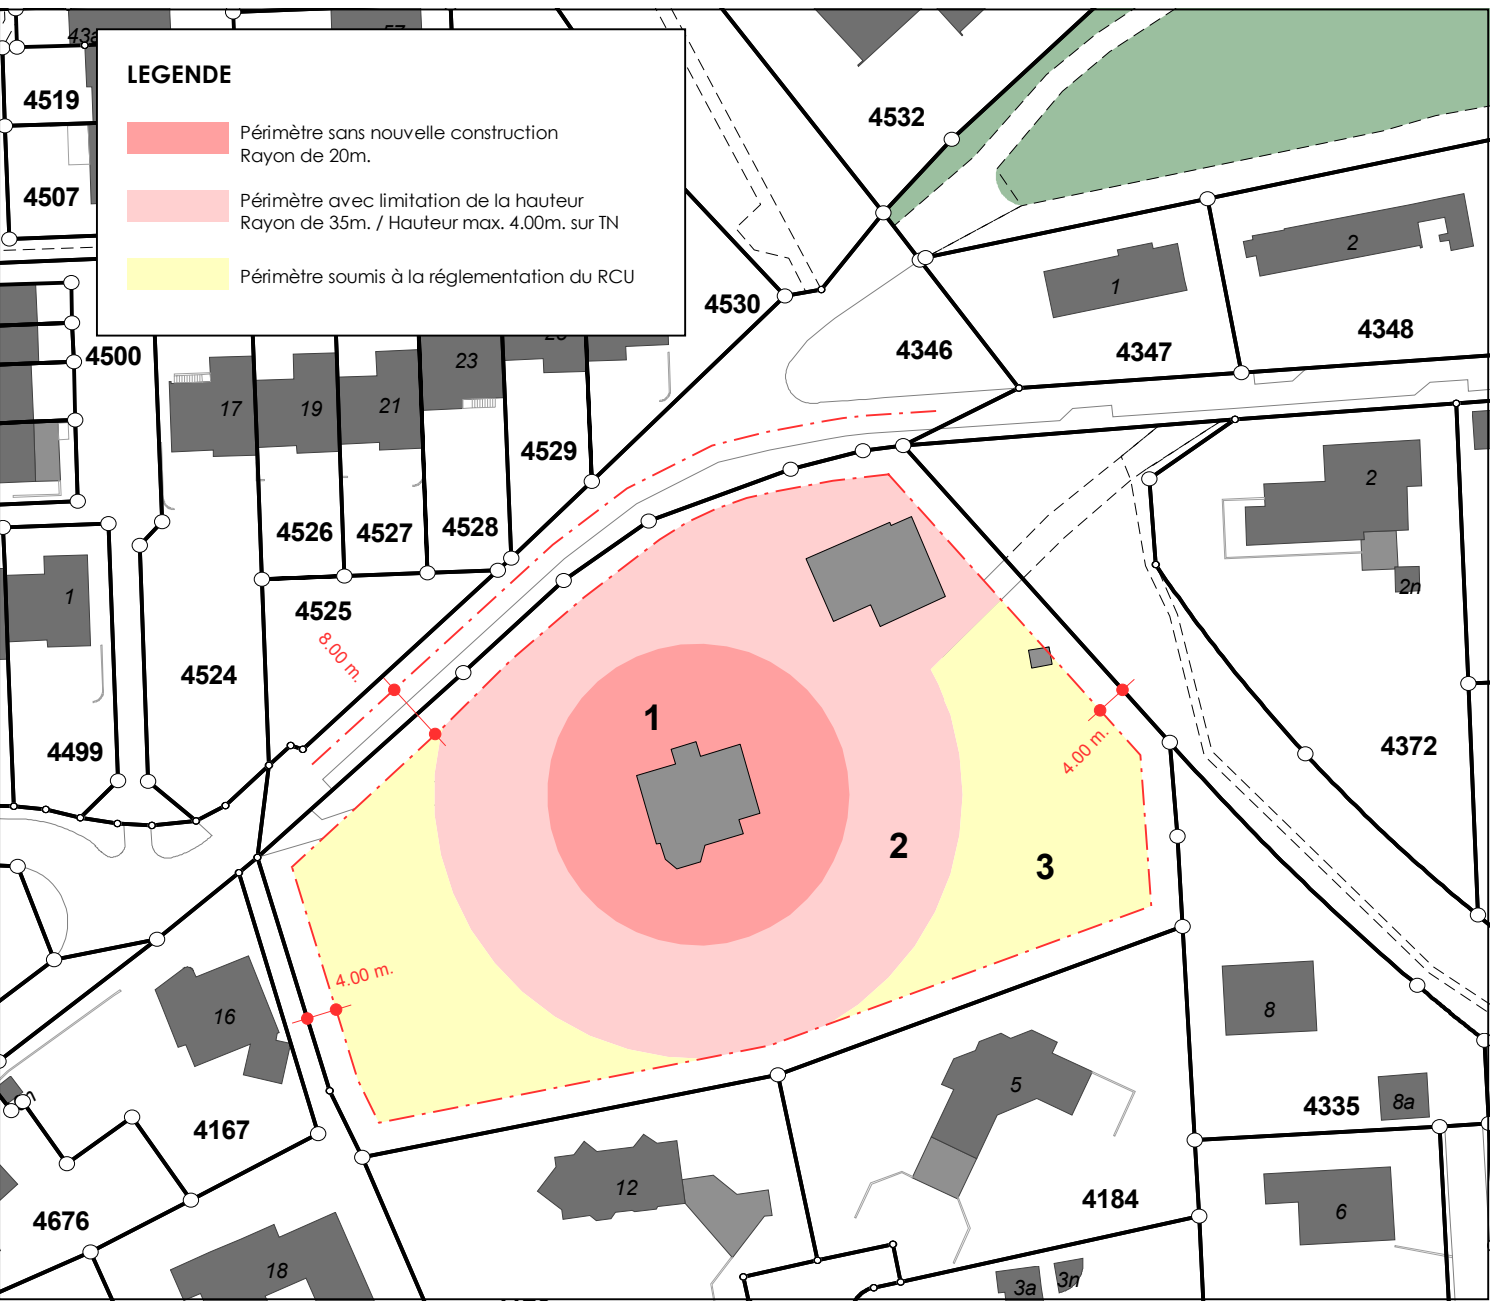 LEGENDE
Périmètre sans nouvelle construction
Rayon de 20m.
Périmètre avec limitation de la hauteur
Rayon de 35m. / Hauteur max. 4.00m. sur TN
Périmètre soumis à la réglementation du RCU
4519
4507
4532
4530
4500
4346
4347
4348
1
2
17
19
21
23
4529
4526
4527
4528
4525
4524
4499
1
8.00 m.
2
2n
4372
1
2
3
4.00 m.
4.00 m.
16
4167
4676
18
12
5
4184
8
8a
4335
6
3a
3n